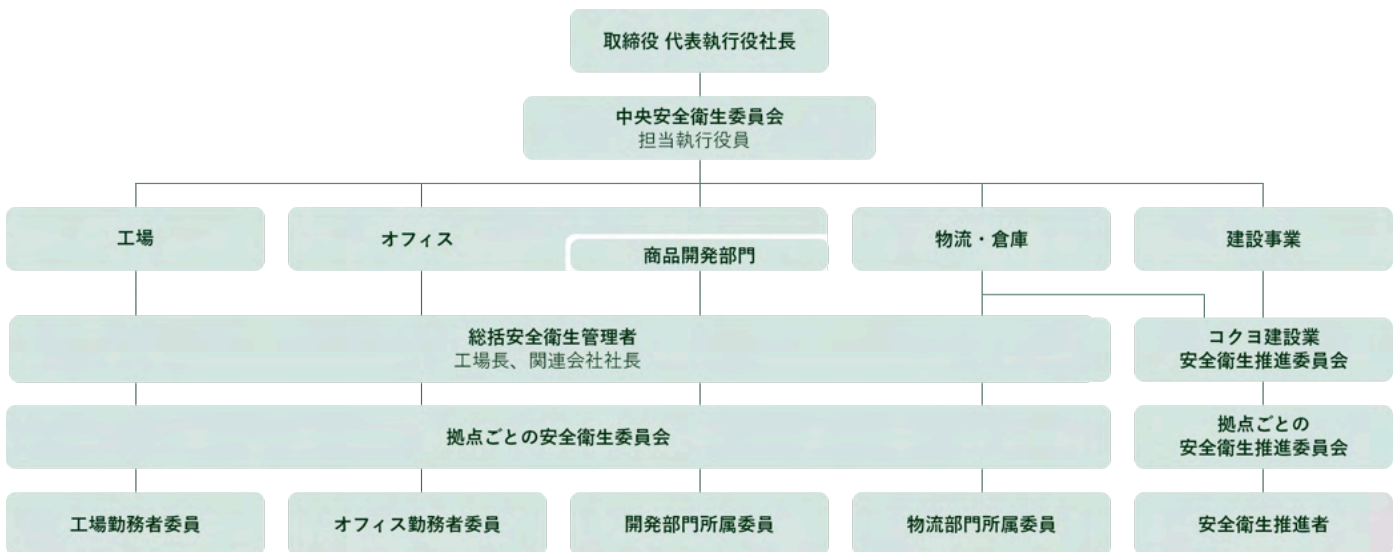 取締役 代表執行役社長
中央安全衛生委員会
担当執行役員
工場
オフィス
商品開発部門
物流・倉庫
建設事業
総括安全衛生管理者
工場長、関連会社社長
コクヨ建設業
安全衛生推進委員会
拠点ごとの安全衛生委員会
拠点ごとの
安全衛生推進委員会
工場勤務者委員
オフィス勤務者委員
開発部門所属委員
物流部門所属委員
安全衛生推進者